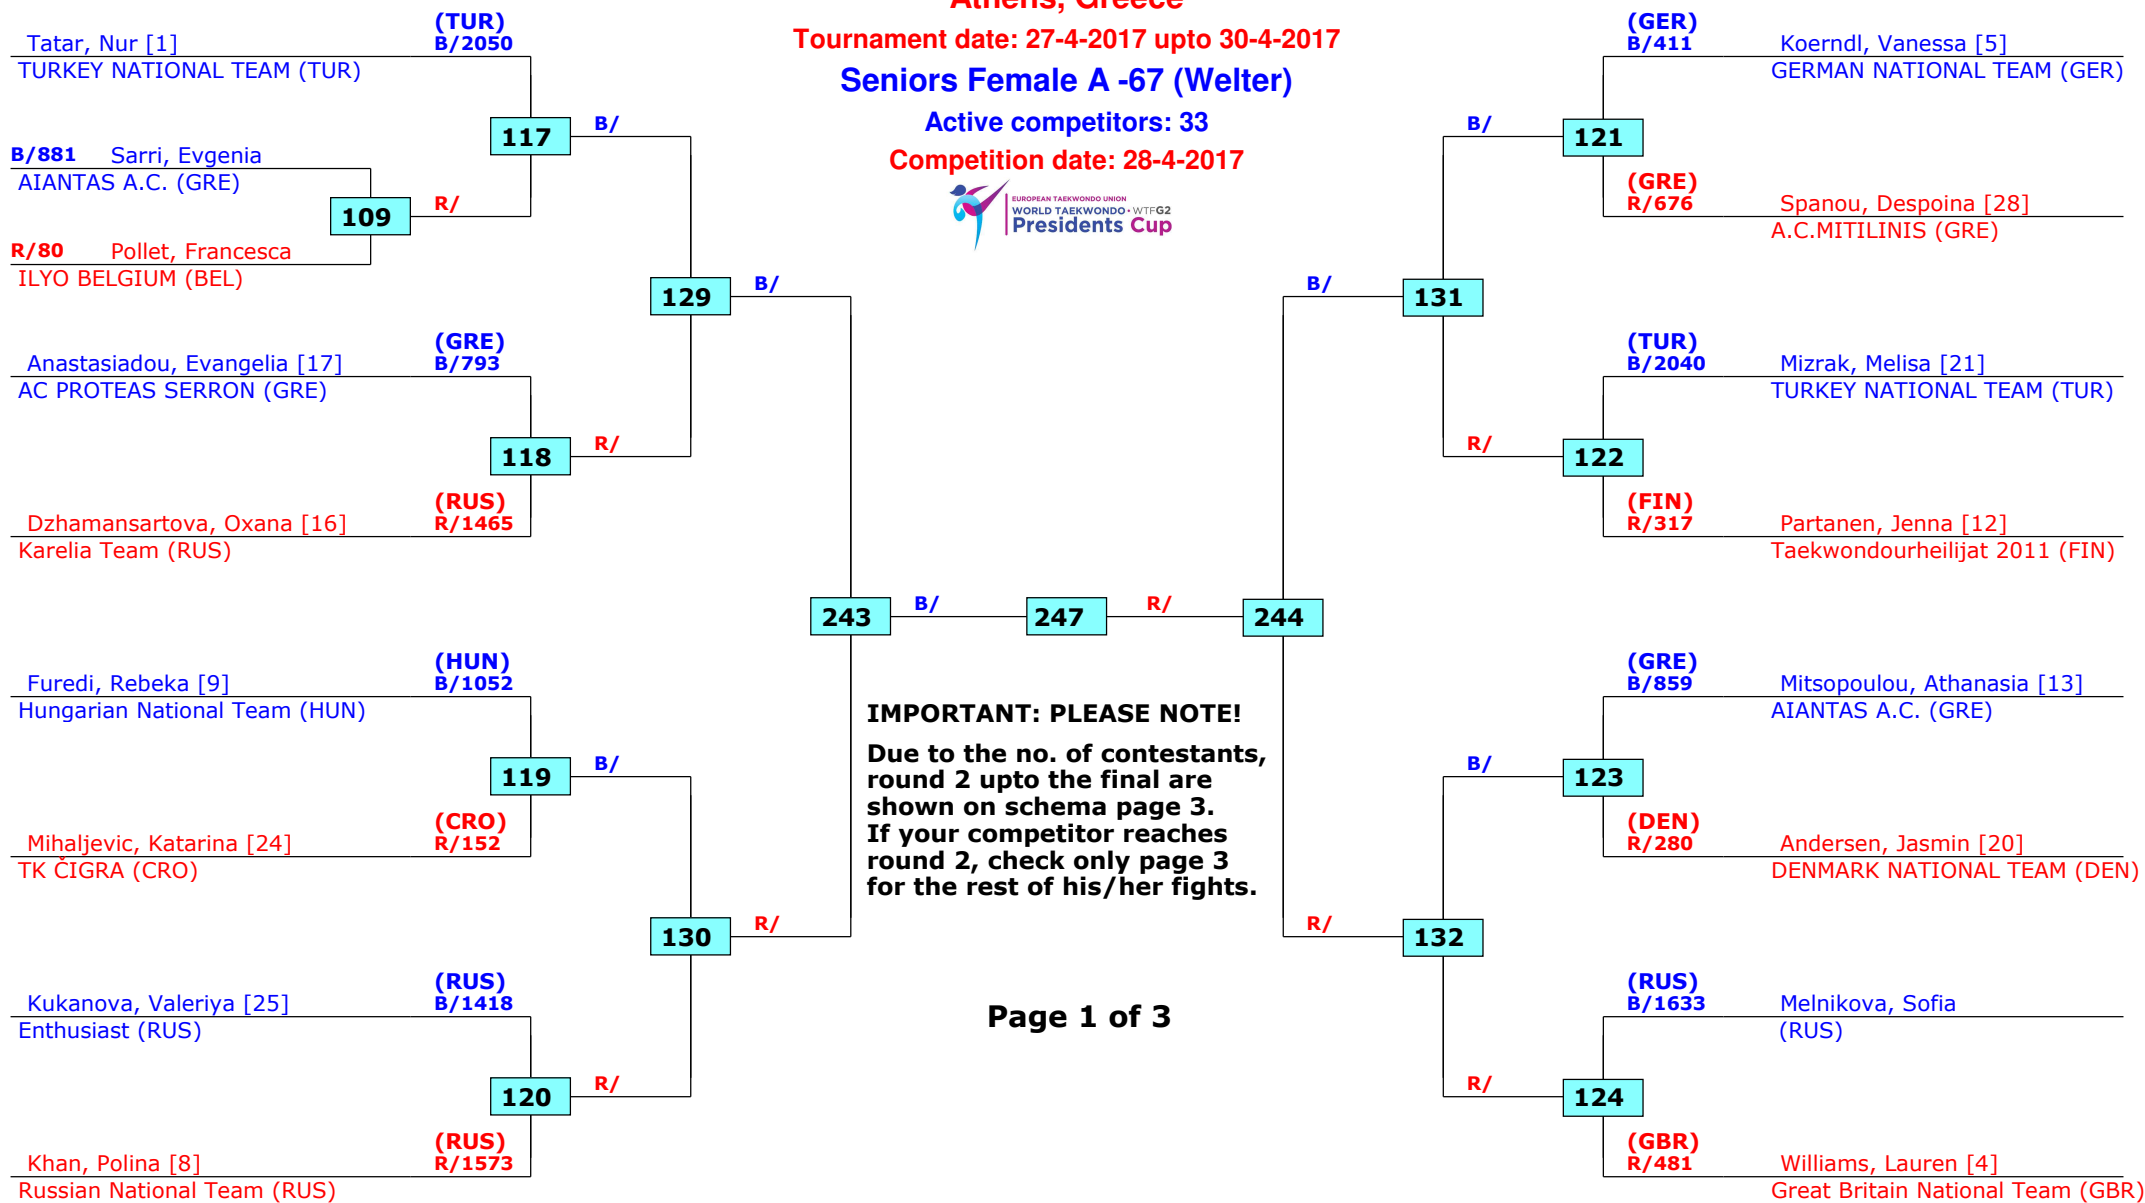 Athens, Greece
Tournament date: 27-4-2017 upto 30-4-2017
Seniors Female A -67 (Welter)
Active competitors: 33
Competition date: 28-4-2017
EUROPEAN TAEKWONDO UNION
WORLD TAEKWONDO • WTFG2
Presidents Cup
(TUR)
Tatar, Nur [1] B/2050
TURKEY NATIONAL TEAM (TUR)
117
B/
B/881 Sarri, Evgenia
AIANTAS A.C. (GRE)
109
R/
R/80 Pollet, Francesca
ILYO BELGIUM (BEL)
129
B/
(GRE)
Anastasiadou, Evangelia [17] B/793
AC PROTEAS SERRON (GRE)
118
R/
(RUS)
Dzhamansartova, Oxana [16] R/1465
Karelia Team (RUS)
243
B/
247
R/
244
(HUN)
Furedi, Rebeka [9] B/1052
Hungarian National Team (HUN)
119
B/
(CRO)
Mihaljevic, Katarina [24] R/152
TK ČIGRA (CRO)
130
R/
(RUS)
Kukanova, Valeriya [25] B/1418
Enthusiast (RUS)
120
R/
(RUS)
Khan, Polina [8] R/1573
Russian National Team (RUS)
IMPORTANT: PLEASE NOTE!
Due to the no. of contestants,
round 2 upto the final are
shown on schema page 3.
If your competitor reaches
round 2, check only page 3
for the rest of his/her fights.
Page 1 of 3
(GER)
B/411 Koerndl, Vanessa [5]
GERMAN NATIONAL TEAM (GER)
B/
121
(GRE)
R/676 Spanou, Despoina [28]
A.C.MITILINIS (GRE)
B/
131
(TUR)
B/2040 Mizrak, Melisa [21]
TURKEY NATIONAL TEAM (TUR)
R/
122
(FIN)
R/317 Partanen, Jenna [12]
Taekwondourheilijat 2011 (FIN)
(GRE)
B/859 Mitsopoulou, Athanasia [13]
AIANTAS A.C. (GRE)
B/
123
(DEN)
R/280 Andersen, Jasmin [20]
DENMARK NATIONAL TEAM (DEN)
R/
132
(RUS)
B/1633 Melnikova, Sofia
(RUS)
R/
124
(GBR)
R/481 Williams, Lauren [4]
Great Britain National Team (GBR)